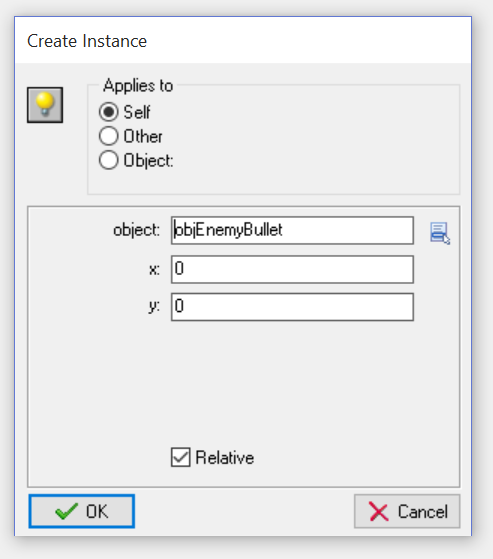 Create Instance
Applies to
Self
Other
Object:
object: objEnemyBullet
x: 0
y: 0
Relative
OK Cancel